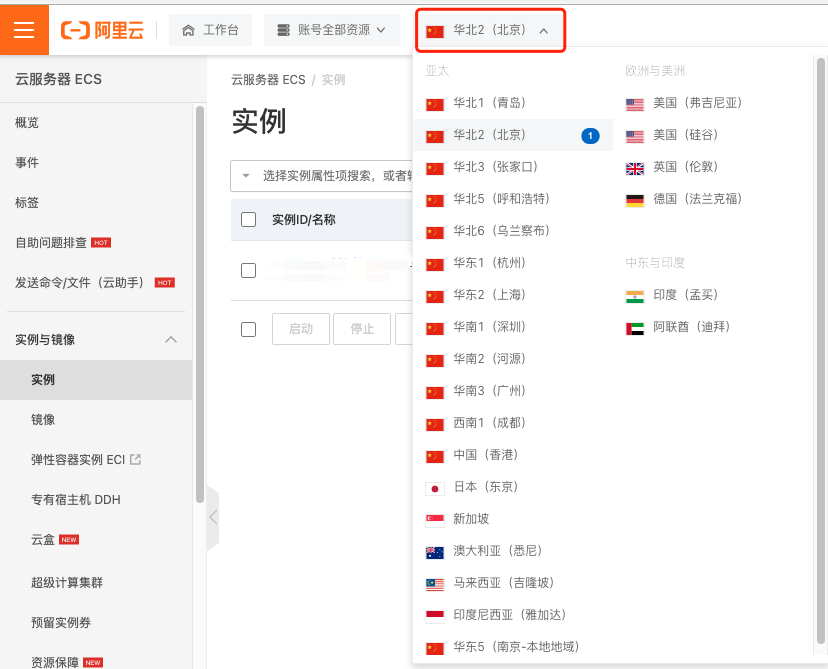 阿里云
工作台
账号全部资源
华北2（北京）
云服务器 ECS
概览
事件
标签
自助问题排查 HOT
发送命令/文件（云助手） HOT
实例与镜像
实例
镜像
弹性容器实例 ECI
专有宿主机 DDH
云盒 NEW
超级计算集群
预留实例券
资源保障 NEW
云服务器 ECS / 实例
实例
选择实例属性项搜索，或者
实例ID/名称
启动
停止
亚太
华北1（青岛）
华北2（北京） 1
华北3（张家口）
华北5（呼和浩特）
华北6（乌兰察布）
华东1（杭州）
华东2（上海）
华南1（深圳）
华南2（河源）
华南3（广州）
西南1（成都）
中国（香港）
日本（东京）
新加坡
澳大利亚（悉尼）
马来西亚（吉隆坡）
印度尼西亚（雅加达）
华东5（南京-本地地域）
欧洲与美洲
美国（弗吉尼亚）
美国（硅谷）
英国（伦敦）
德国（法兰克福）
中东与印度
印度（孟买）
阿联酋（迪拜）